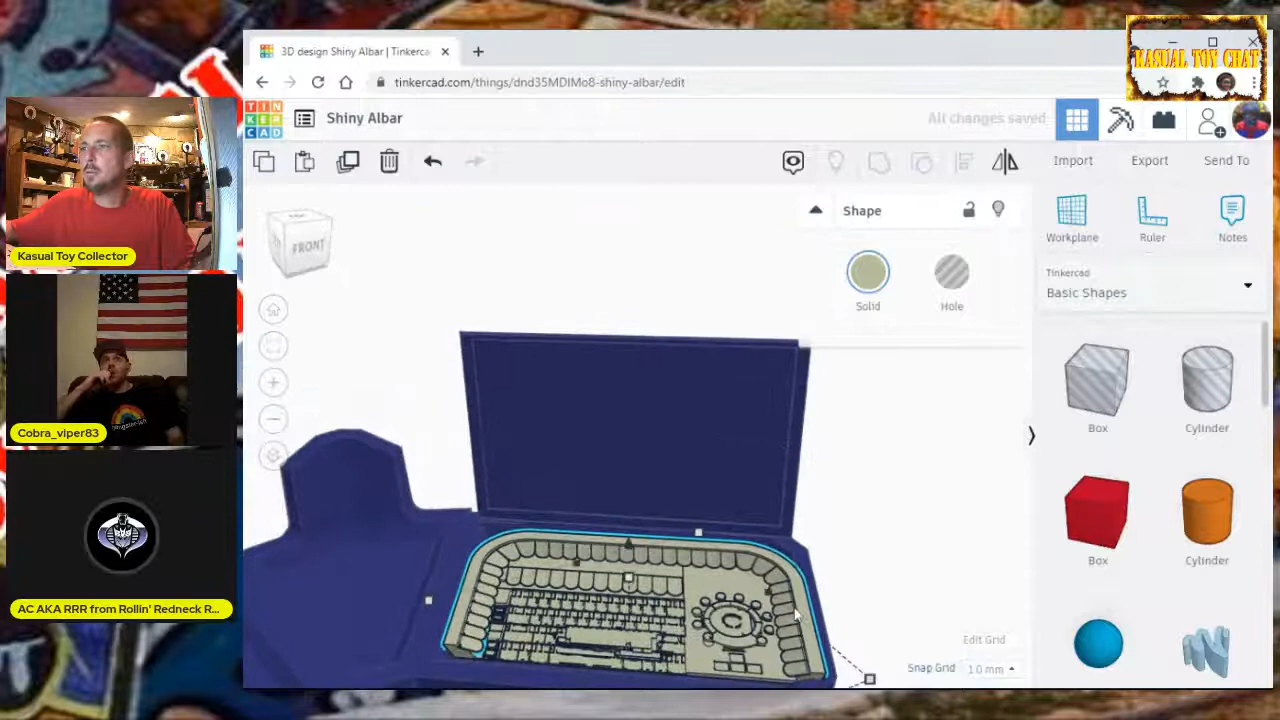 3D design Shiny Albar | Tinkerca
tinkercad.com/things/dnd35MDIMo8-shiny-albar/edit
KASUAL TOY CHAT
TIN
KER
CAD
Shiny Albar
All changes saved
Import
Export
Send To
Shape
Solid
Hole
Workplane
Ruler
Notes
Tinkercad
Basic Shapes
FRONT
Box
Cylinder
Box
Cylinder
Edit Grid
Snap Grid
1.0 mm
Kasual Toy Collector
Cobra_viper83
AC AKA RRR from Rollin' Redneck R...